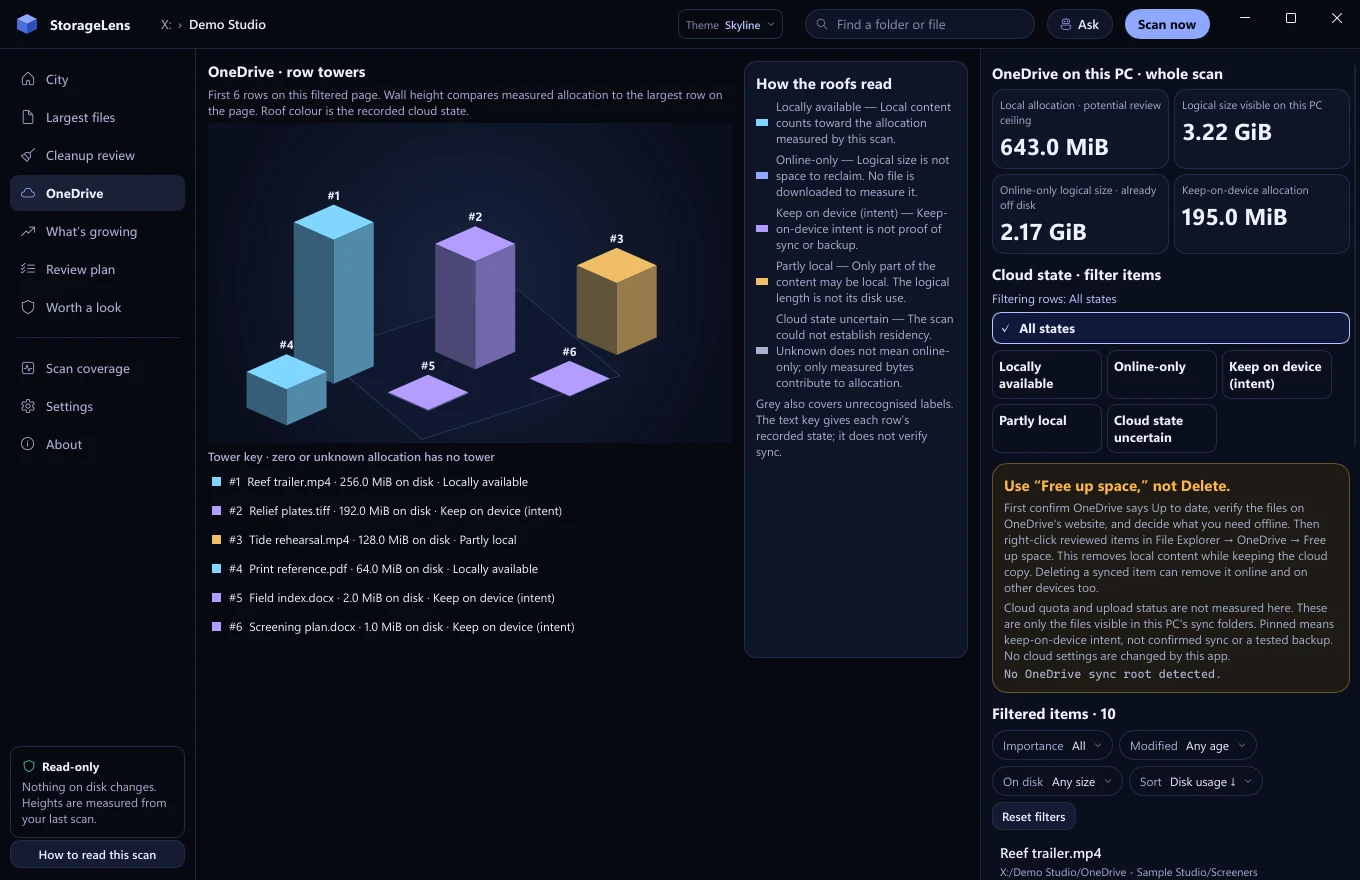 StorageLens
X: › Demo Studio
Theme Skyline
Find a folder or file
Ask
Scan now
City
Largest files
Cleanup review
OneDrive
What's growing
Review plan
Worth a look
Scan coverage
Settings
About
Read-only
Nothing on disk changes.
Heights are measured from
your last scan.
How to read this scan
OneDrive · row towers
First 6 rows on this filtered page. Wall height compares measured allocation to the largest row on
the page. Roof colour is the recorded cloud state.
#1
#2
#3
#4
#5
#6
Tower key · zero or unknown allocation has no tower
#1 Reef trailer.mp4 · 256.0 MiB on disk · Locally available
#2 Relief plates.tiff · 192.0 MiB on disk · Keep on device (intent)
#3 Tide rehearsal.mp4 · 128.0 MiB on disk · Partly local
#4 Print reference.pdf · 64.0 MiB on disk · Locally available
#5 Field index.docx · 2.0 MiB on disk · Keep on device (intent)
#6 Screening plan.docx · 1.0 MiB on disk · Keep on device (intent)
How the roofs read
Locally available — Local content
counts toward the allocation
measured by this scan.
Online-only — Logical size is not
space to reclaim. No file is
downloaded to measure it.
Keep on device (intent) — Keep-
on-device intent is not proof of
sync or backup.
Partly local — Only part of the
content may be local. The logical
length is not its disk use.
Cloud state uncertain — The scan
could not establish residency.
Unknown does not mean online-
only; only measured bytes
contribute to allocation.
Grey also covers unrecognised labels.
The text key gives each row's
recorded state; it does not verify
sync.
OneDrive on this PC · whole scan
Local allocation · potential review
ceiling
643.0 MiB
Logical size visible on this PC
3.22 GiB
Online-only logical size · already
off disk
2.17 GiB
Keep-on-device allocation
195.0 MiB
Cloud state · filter items
Filtering rows: All states
✓ All states
Locally
available
Online-only
Keep on device
(intent)
Partly local
Cloud state
uncertain
Use “Free up space,” not Delete.
First confirm OneDrive says Up to date, verify the files on
OneDrive's website, and decide what you need offline. Then
right-click reviewed items in File Explorer → OneDrive → Free
up space. This removes local content while keeping the cloud
copy. Deleting a synced item can remove it online and on
other devices too.
Cloud quota and upload status are not measured here. These
are only the files visible in this PC's sync folders. Pinned means
keep-on-device intent, not confirmed sync or a tested backup.
No cloud settings are changed by this app.
No OneDrive sync root detected.
Filtered items · 10
Importance All
Modified Any age
On disk Any size
Sort Disk usage ↓
Reset filters
Reef trailer.mp4
X:/Demo Studio/OneDrive - Sample Studio/Screeners